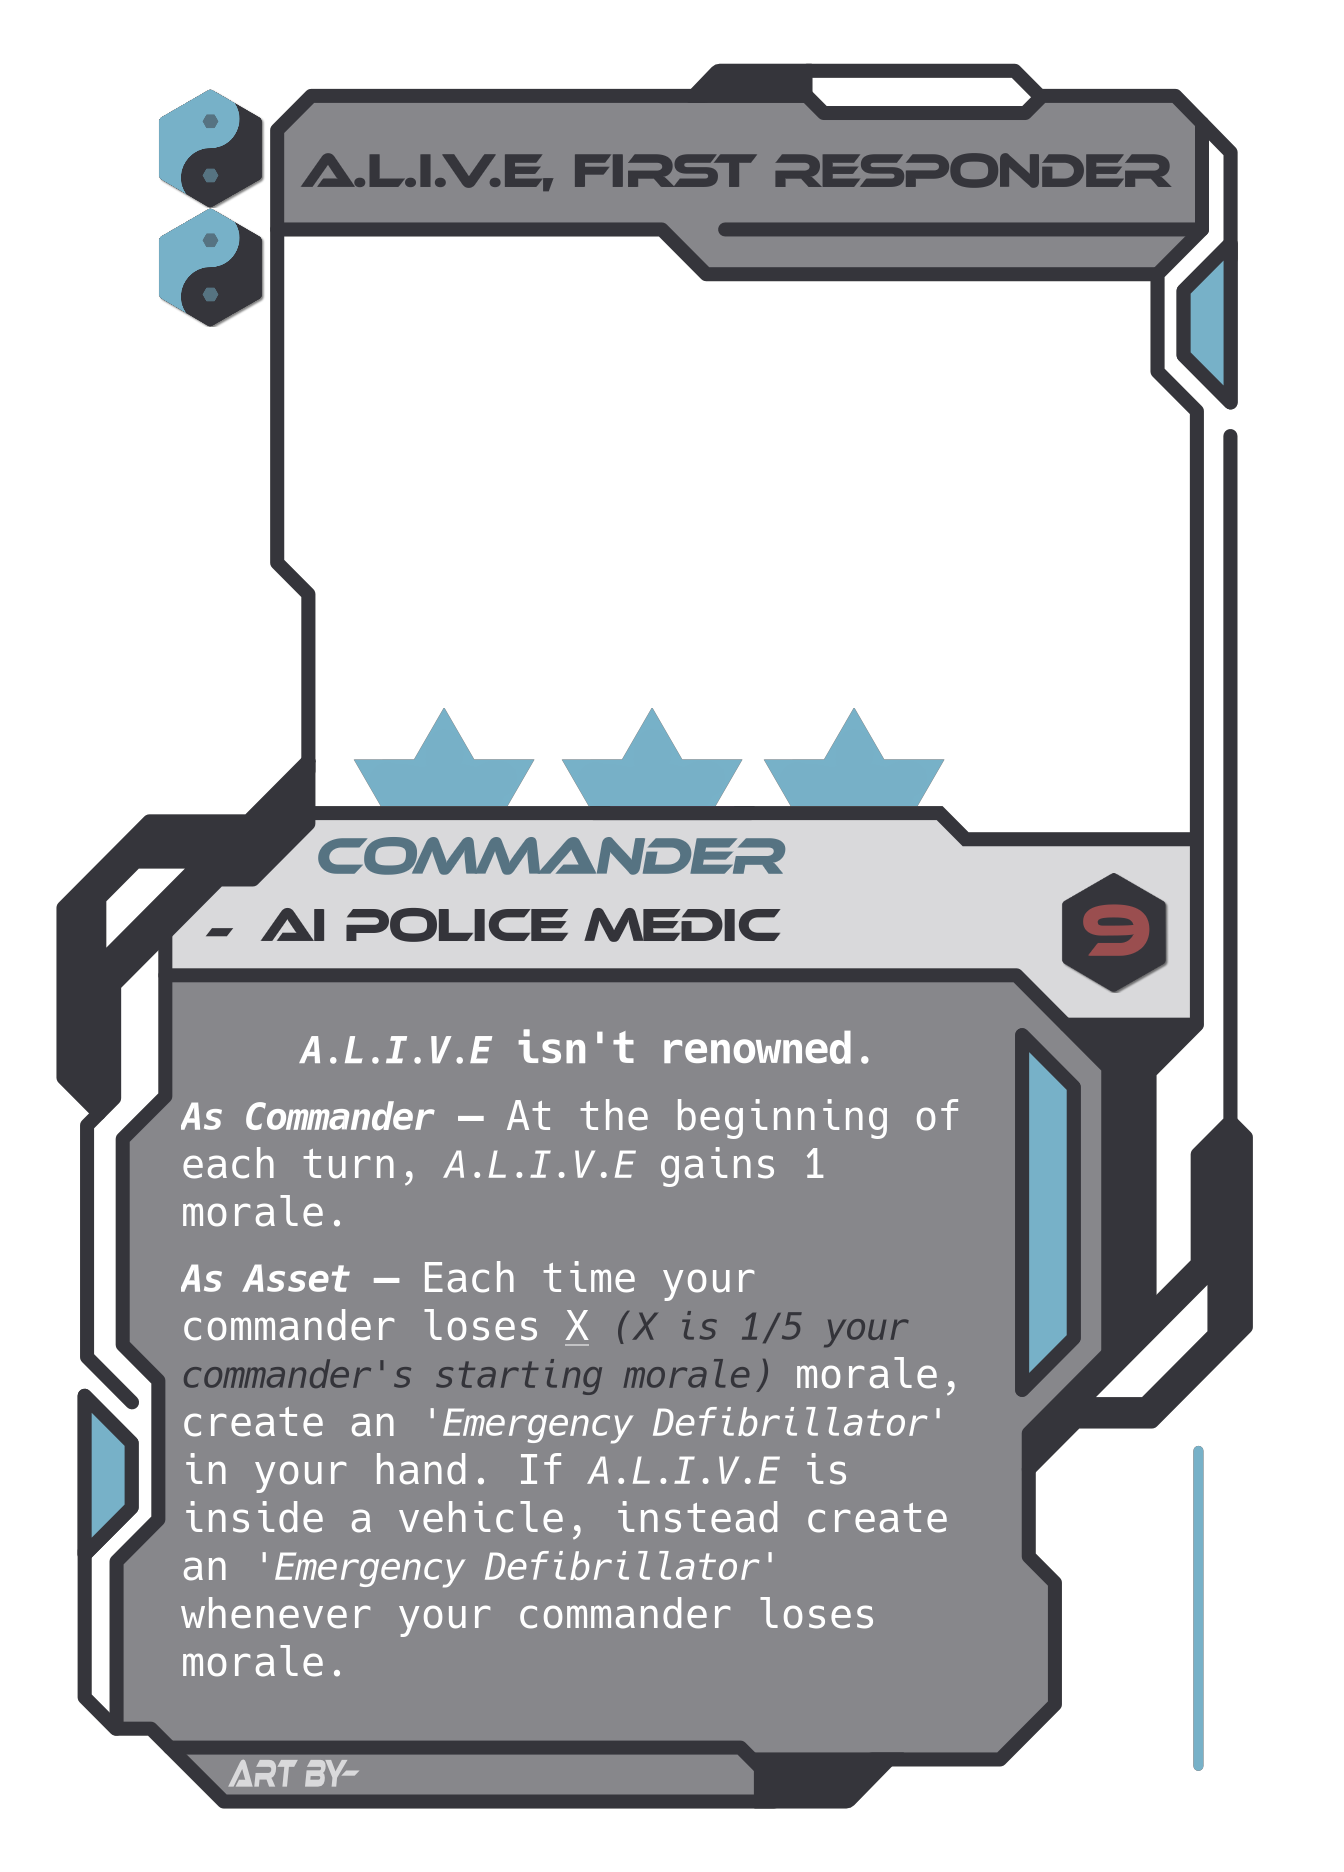 A.L.I.V.E, FIRST RESPONDER
COMMANDER
- AI POLICE MEDIC
9
A.L.I.V.E isn't renowned.
As Commander — At the beginning of
each turn, A.L.I.V.E gains 1
morale.
As Asset — Each time your
commander loses X (X is 1/5 your
commander's starting morale) morale,
create an 'Emergency Defibrillator'
in your hand. If A.L.I.V.E is
inside a vehicle, instead create
an 'Emergency Defibrillator'
whenever your commander loses
morale.
ART BY-